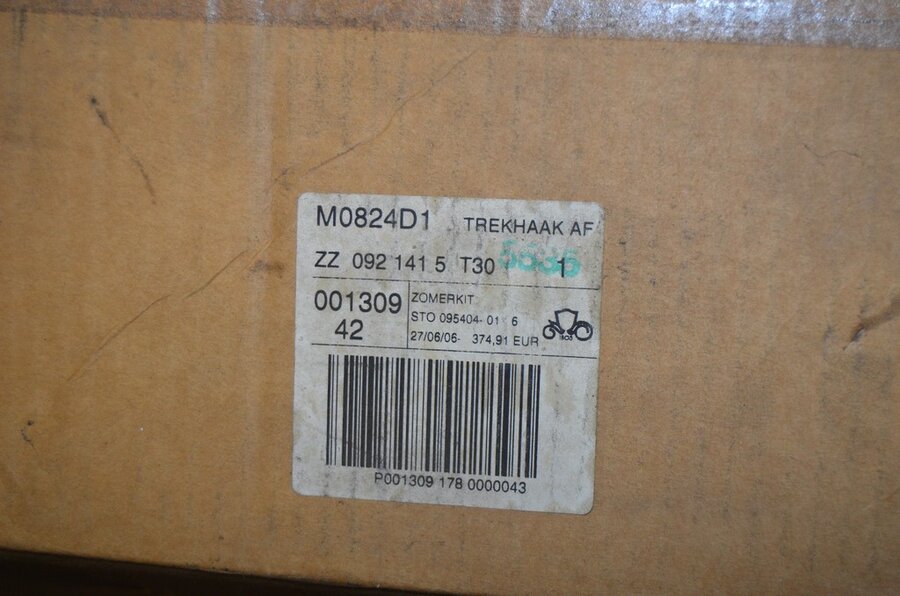 M0824D1 TREKHAAK AF
ZZ 092 141 5 T30 1
001309
42
ZOMERKIT
STO 095404-01 6
27/06/06- 374,91 EUR
P001309 178 0000043